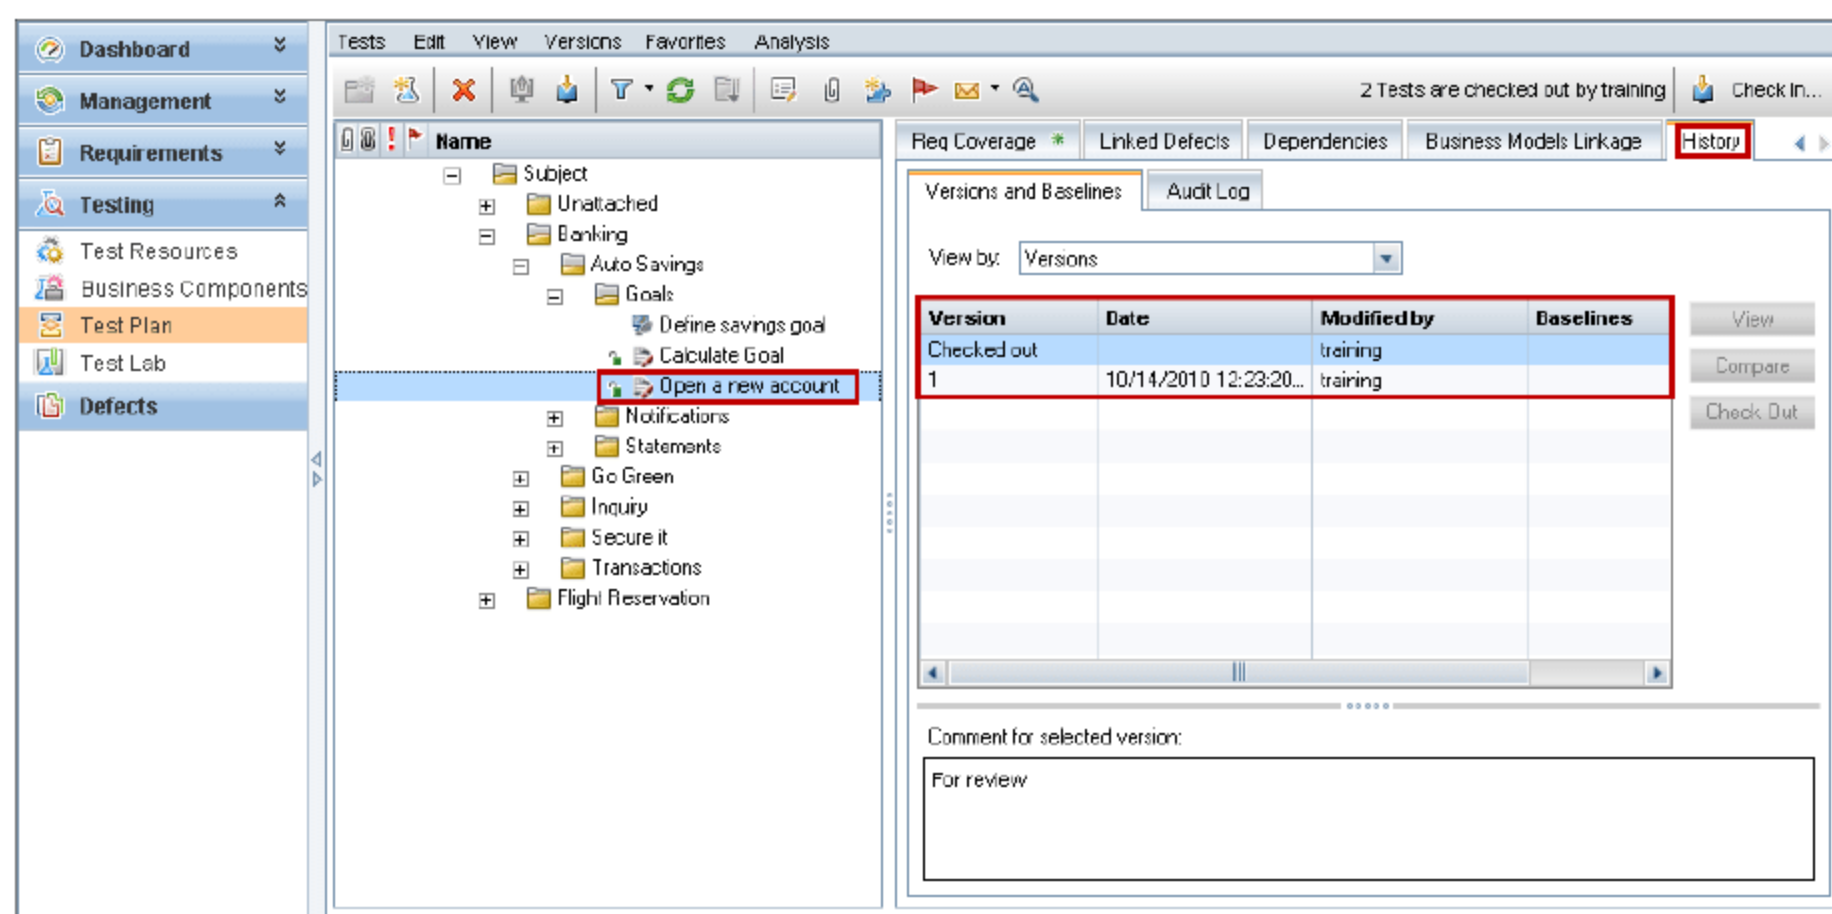 Dashboard
Management
Requirements
Testing
Test Resources
Business Components
Test Plan
Test Lab
Defects
Tests Edit View Versions Favorites Analysis
2 Tests are checked out by training Check In...
Name
Subject
Unattached
Banking
Auto Savings
Goals
Define savings goal
Calculate Goal
Open a new account
Notifications
Statements
Go Green
Inquiry
Secure it
Transactions
Flight Reservation
Req Coverage * Linked Defects Dependencies Business Models Linkage History
Versions and Baselines Audit Log
View by: Versions
Version Date Modified by Baselines
Checked out training
1 10/14/2010 12:23:20... training
View
Compare
Check Out
Comment for selected version:
For review